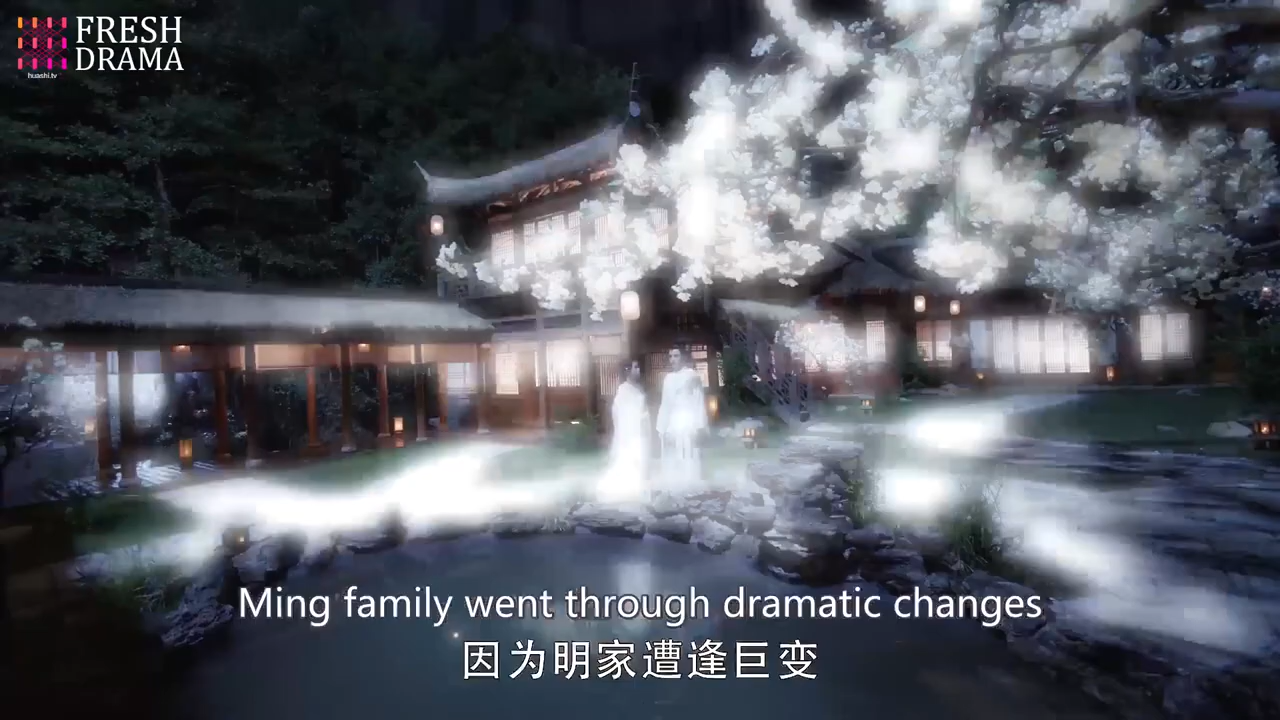 FRESH
DRAMA
huashi.tv
Ming family went through dramatic changes
因为明家遭逢巨变